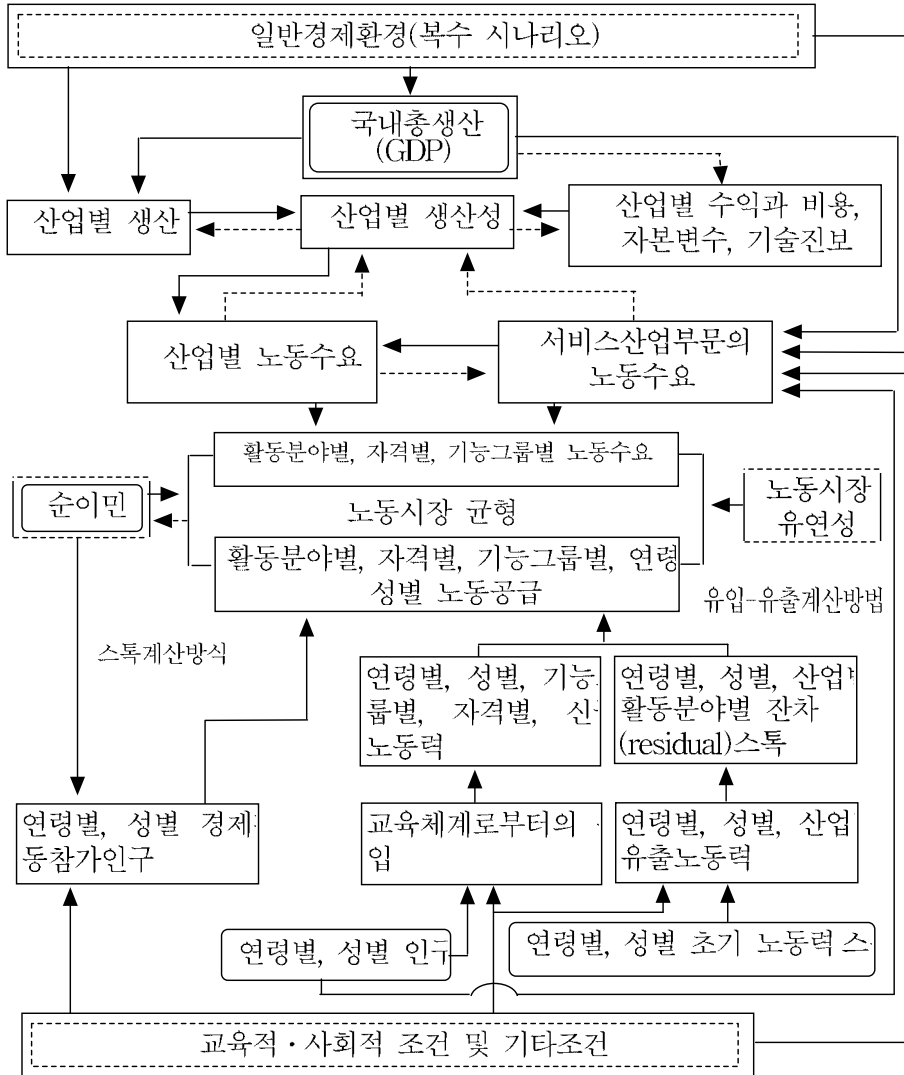 일반경제환경(복수 시나리오)
국내총생산
(GDP)
산업별 생산
산업별 생산성
산업별 수익과 비용,
자본변수, 기술진보
산업별 노동수요
서비스산업부문의
노동수요
활동분야별, 자격별, 기능그룹별 노동수요
순이민
노동시장 균형
노동시장
유연성
활동분야별, 자격별, 기능그룹별, 연령
성별 노동공급
유입-유출계산방법
스톡계산방식
연령별, 성별, 기능
룹별, 자격별, 신
노동력
연령별, 성별, 산업
활동분야별 잔차
(residual)스톡
연령별, 성별 경제
동참가인구
교육체계로부터의
입
연령별, 성별, 산업
유출노동력
연령별, 성별 인구
연령별, 성별 초기 노동력 스
교육적·사회적 조건 및 기타조건